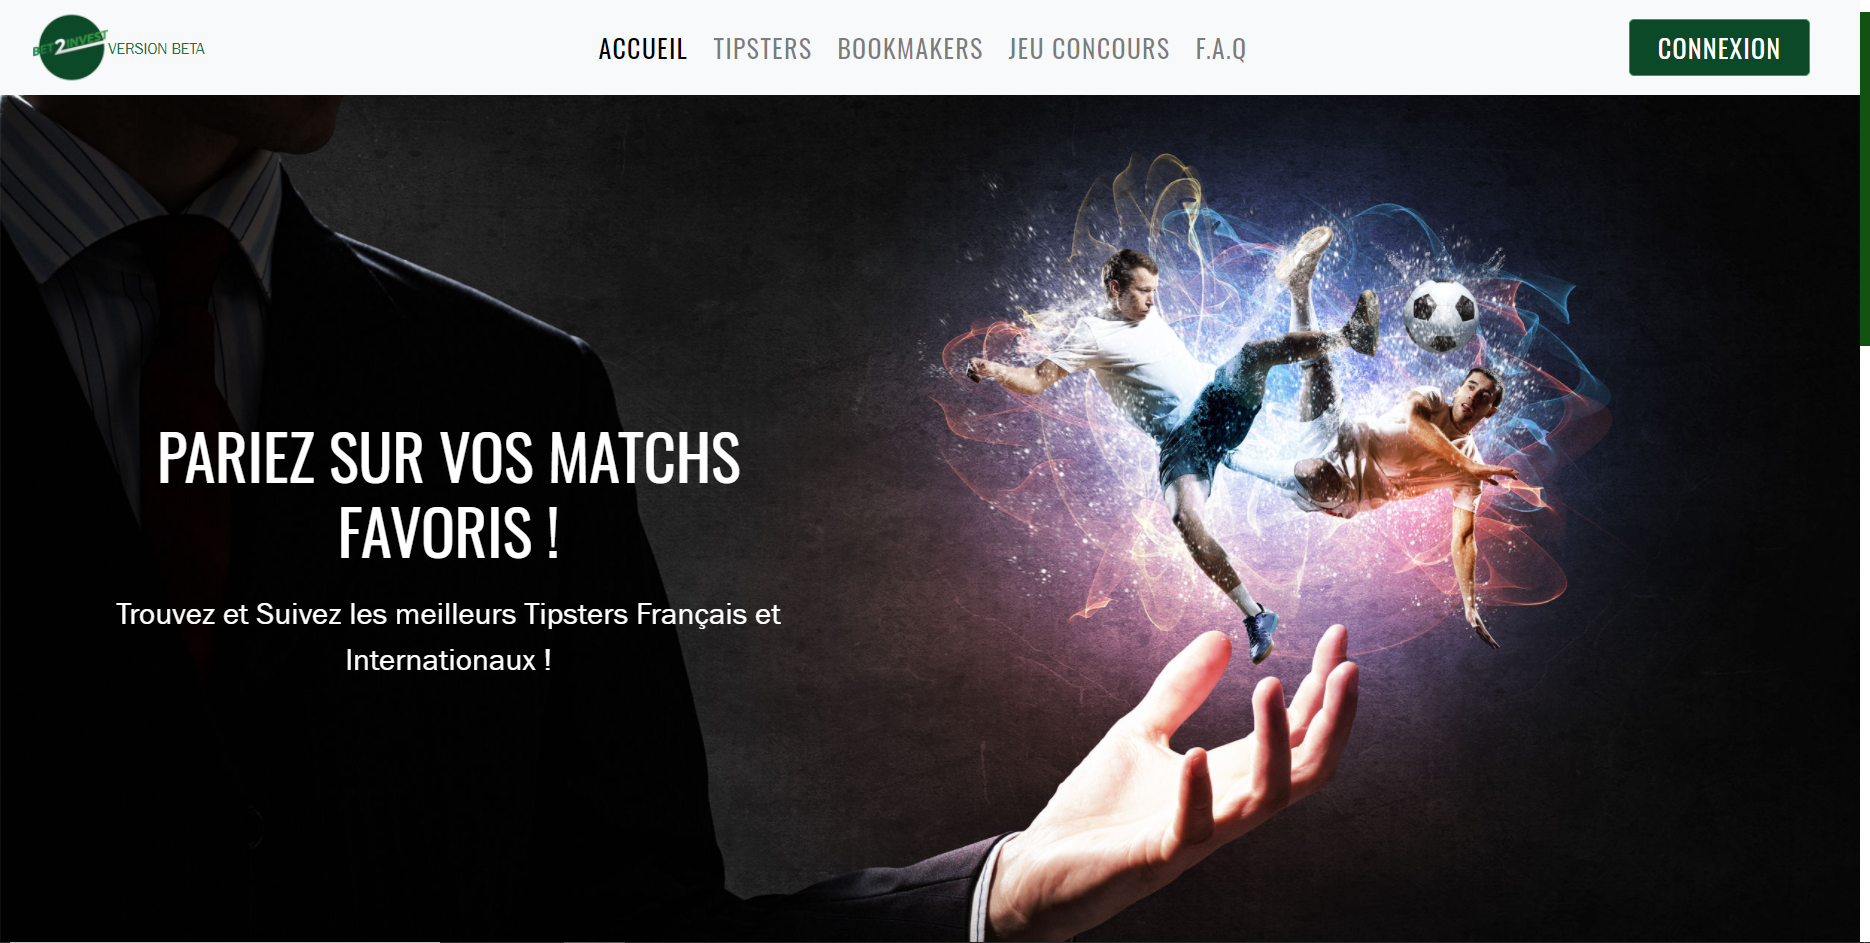 BET2INVEST
VERSION BETA
ACCUEIL
TIPSTERS
BOOKMAKERS
JEU CONCOURS
F.A.Q
CONNEXION
PARIEZ SUR VOS MATCHS
FAVORIS !
Trouvez et Suivez les meilleurs Tipsters Français et
Internationaux !